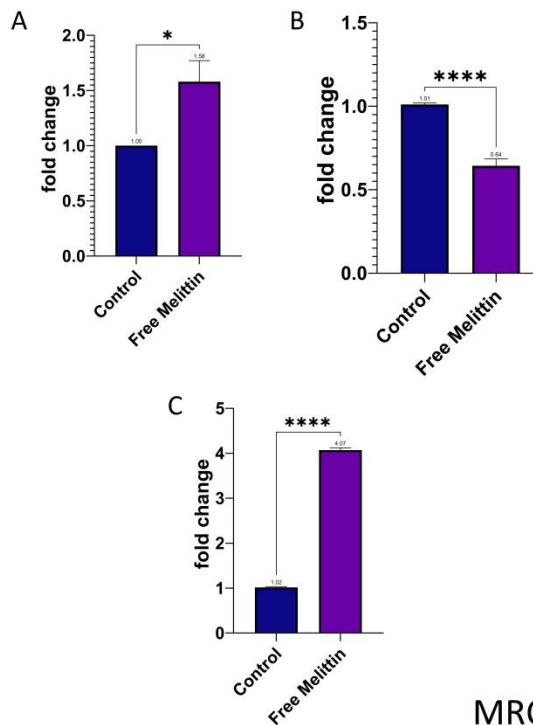 A
fold change
2.0
1.5
1.0
0.5
0.0
*
1.00
1.58
Control
Free Melittin
B
fold change
1.5
1.0
0.5
0.0
****
1.01
0.64
Control
Free Melittin
C
fold change
5
4
3
2
1
0
****
1.02
4.07
Control
Free Melittin